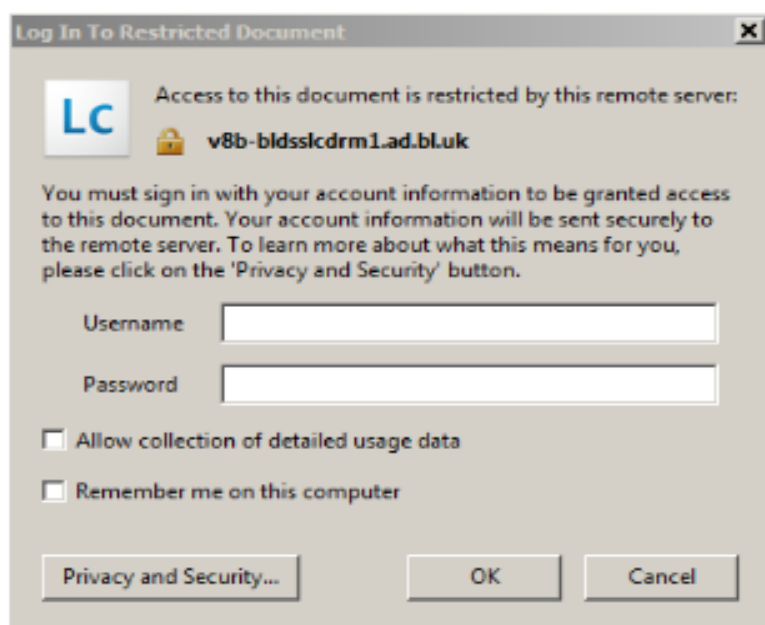 Log In To Restricted Document
Lc
Access to this document is restricted by this remote server:
v8b-bldsslcdrm1.ad.bl.uk
You must sign in with your account information to be granted access
to this document. Your account information will be sent securely to
the remote server. To learn more about what this means for you,
please click on the 'Privacy and Security' button.
Username
Password
Allow collection of detailed usage data
Remember me on this computer
Privacy and Security...
OK
Cancel